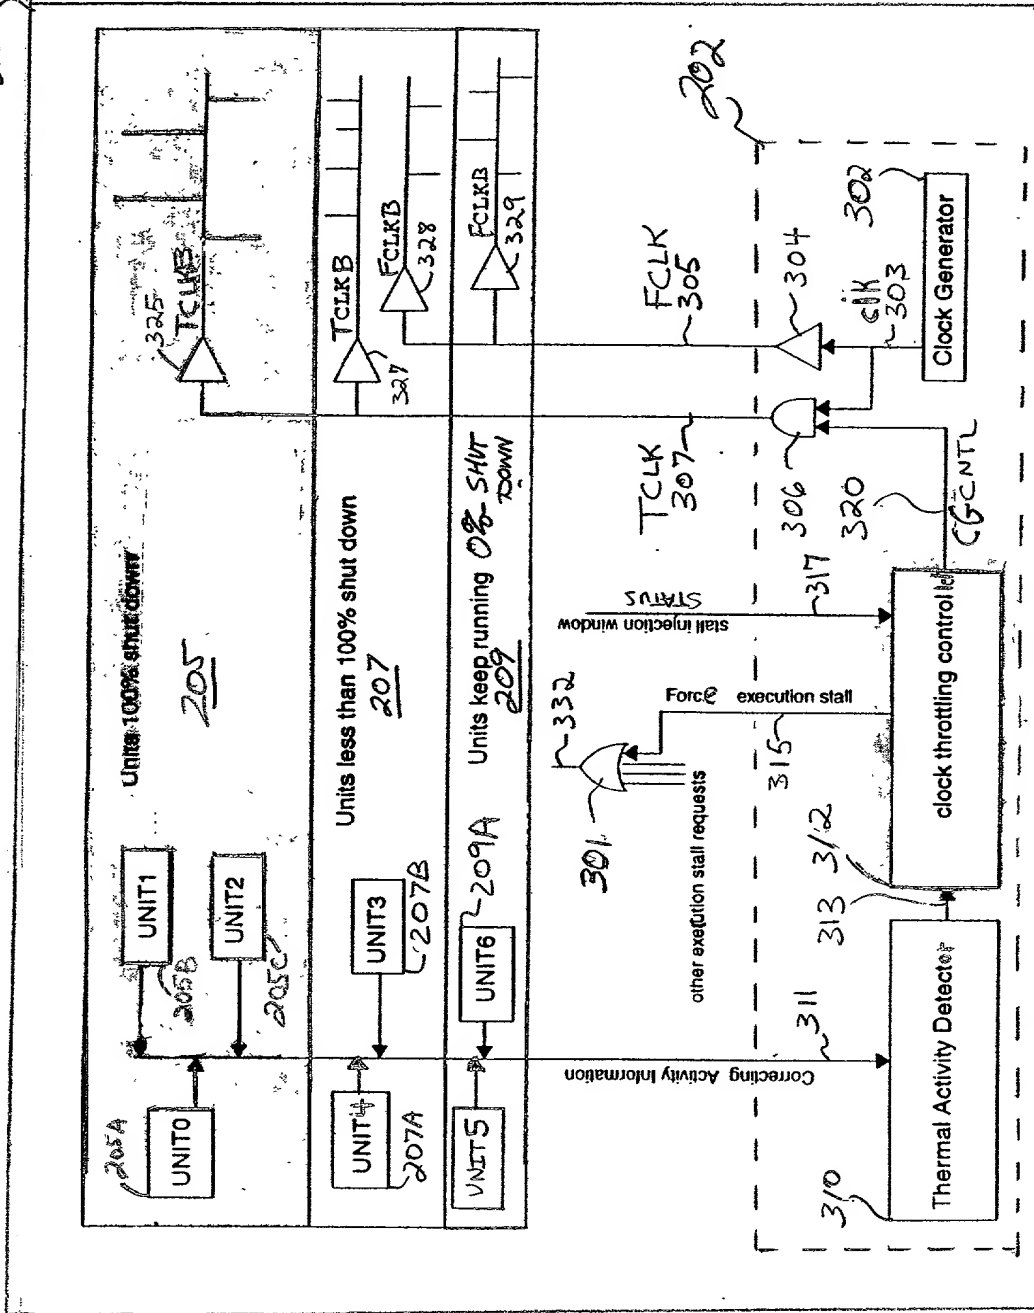 Units 100% shut down
205
UNIT1
205B
UNIT2
205C
UNIT0
205A
325
TCLKB
Units less than 100% shut down
207
UNIT3
207B
UNIT4
207A
TCLKB
327
FCLKB
328
Units keep running 0% SHUT DOWN
209
UNIT6
209A
UNIT5
FCLKB
329
332
301
other exeqution stall requests
Force execution stall
315
stall injection window
STATUS
317
TCLK
307
FCLK
305
202
Correcting Activity Information
311
310
Thermal Activity Detector
313
312
clock throttling control
320
CGCNTL
306
304
clk
303
302
Clock Generator